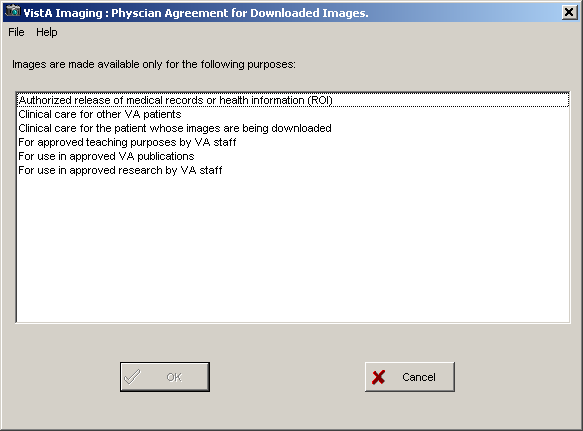 VistA Imaging : Physcian Agreement for Downloaded Images.
File Help
Images are made available only for the following purposes:
Authorized release of medical records or health information (ROI)
Clinical care for other VA patients
Clinical care for the patient whose images are being downloaded
For approved teaching purposes by VA staff
For use in approved VA publications
For use in approved research by VA staff
OK Cancel